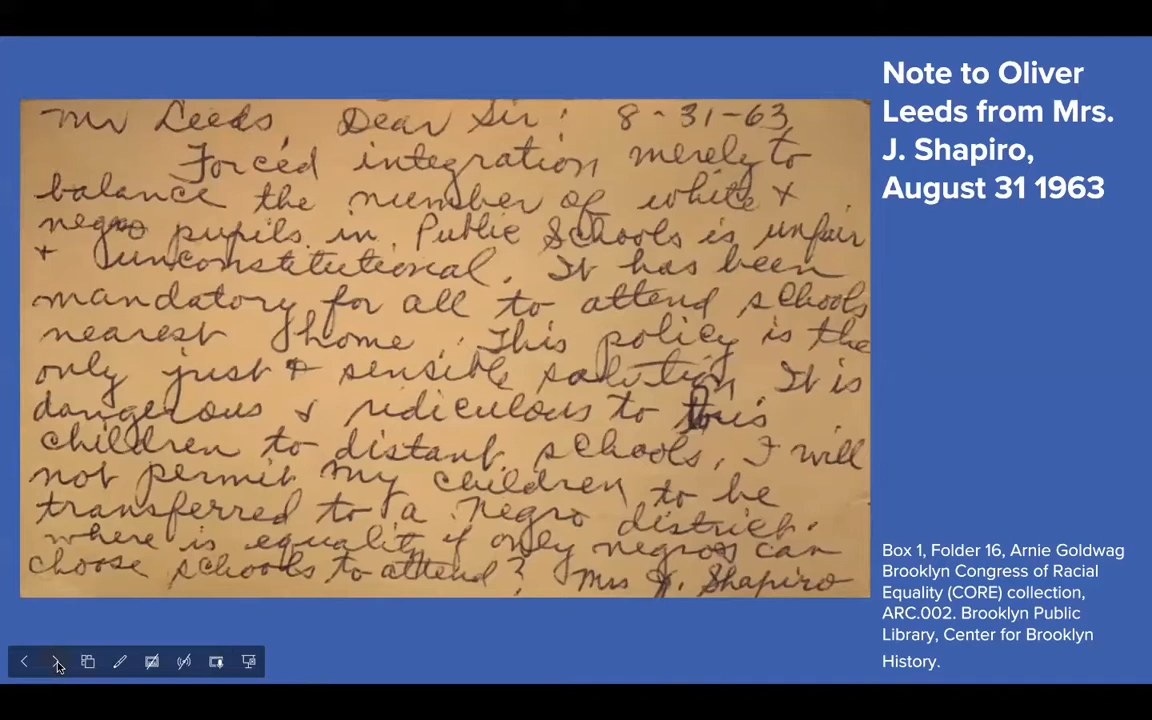 Mr Leeds, Dear Sir: 8-31-63
Forced integration merely to
balance the number of white &
negro pupils in Public Schools is unfair
+ unconstitutional. It has been
mandatory for all to attend schools
nearest home. This policy is the
only just & sensible solution. It is
dangerous & ridiculous to
children to distant schools. I will
not permit my children to be
transferred to a Negro district.
where is equality if only negros can
choose schools to attend? Mrs J. Shapiro
Note to Oliver
Leeds from Mrs.
J. Shapiro,
August 31 1963
Box 1, Folder 16, Arnie Goldwag
Brooklyn Congress of Racial
Equality (CORE) collection,
ARC.002. Brooklyn Public
Library, Center for Brooklyn
History.